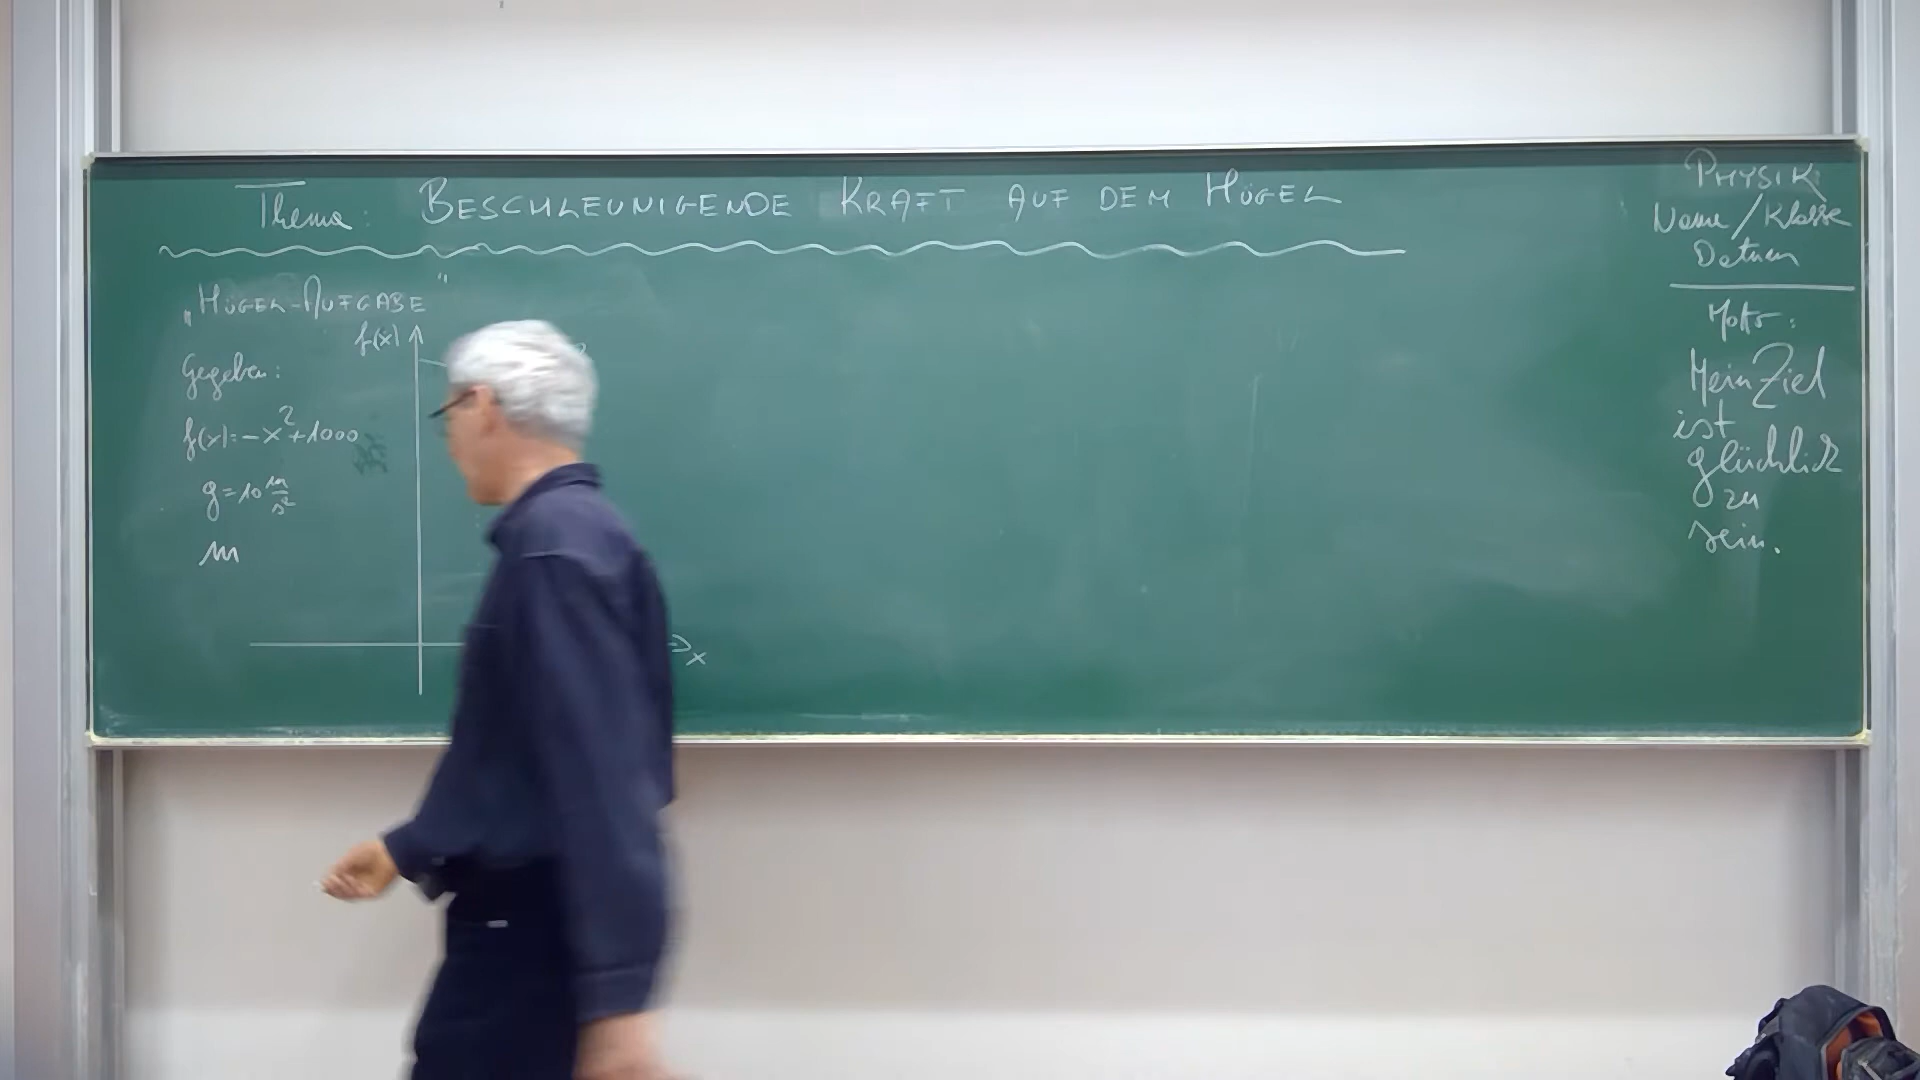 Thema: BESCHLEUNIGENDE KRAFT AUF DEM HÜGEL
„HÜGEL-AUFGABE"
f(x)
Gegeben:
f(x)=-x²+1000
g=10 m/s²
m
x
PHYSIK
Name/Klasse
Datum
Motto:
Mein Ziel
ist
glücklich
zu
sein.